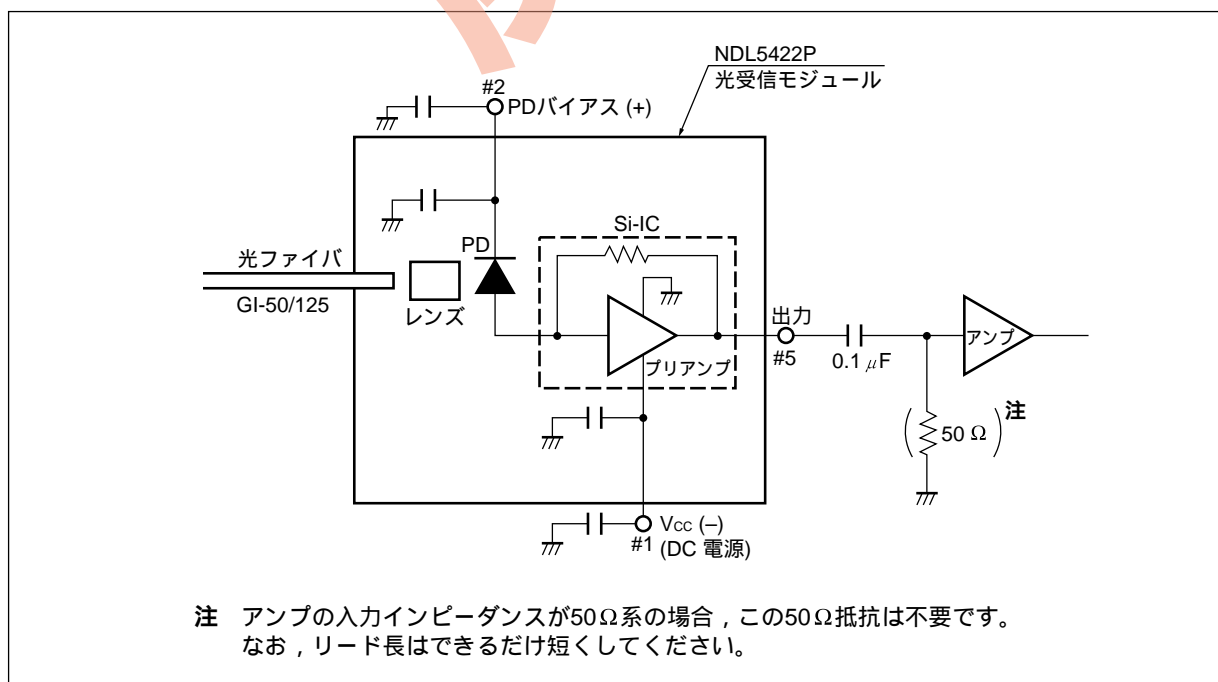 NDL5422P
光受信モジュール
#2
PDバイアス (+)
Si-IC
PD
光ファイバ
GI-50/125
レンズ
プリアンプ
出力
#5
0.1 μF
アンプ
50 Ω
注
VCC (–)
#1
(DC 電源)
注 アンプの入力インピーダンスが50Ω系の場合，この50Ω抵抗は不要です。
なお，リード長はできるだけ短くしてください。